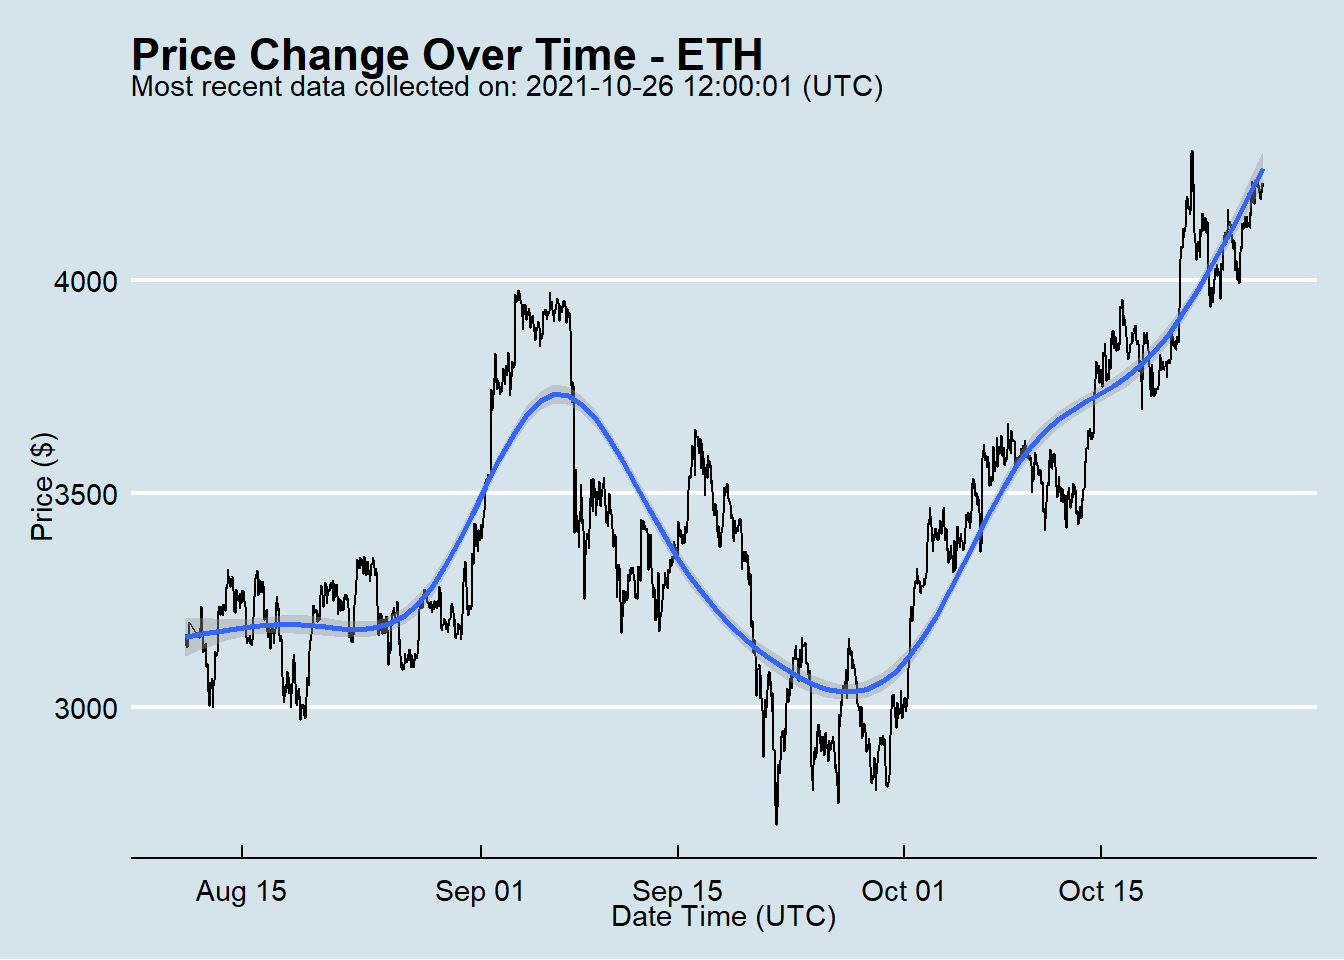 Price Change Over Time - ETH
Most recent data collected on: 2021-10-26 12:00:01 (UTC)
4000
3500
3000
Price ($)
Aug 15
Sep 01
Sep 15
Oct 01
Oct 15
Date Time (UTC)